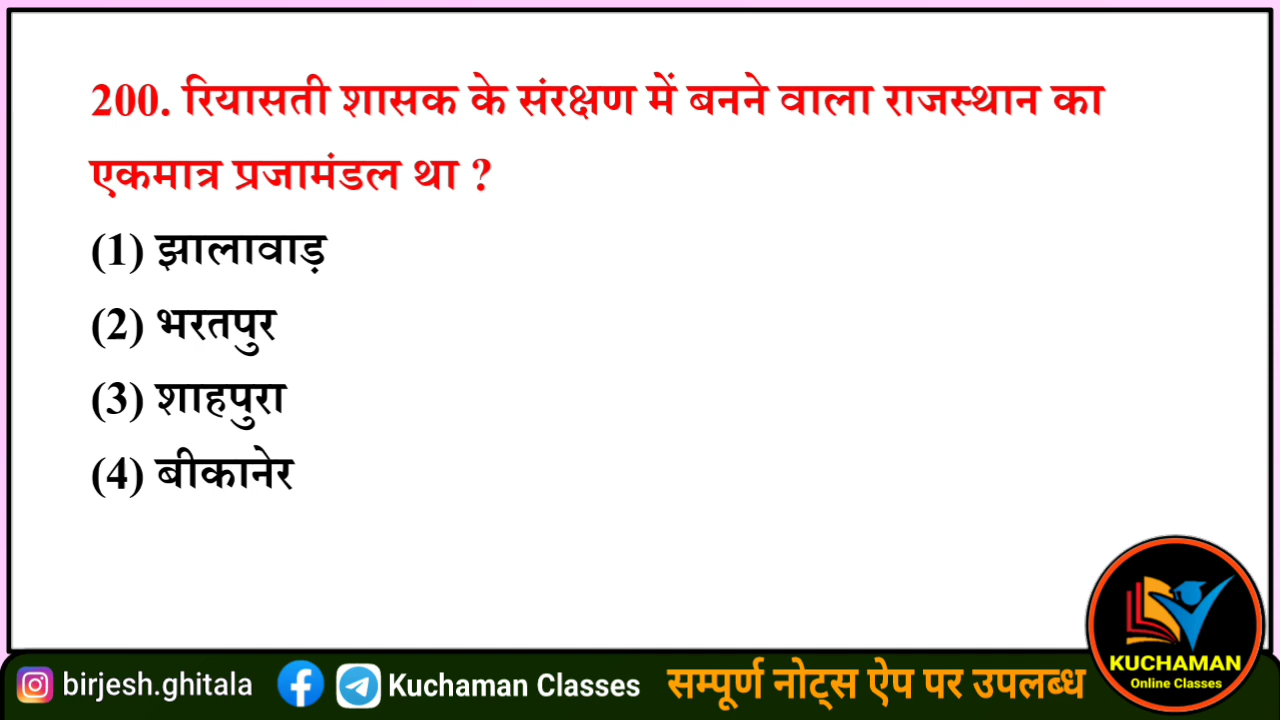 200. रियासती शासक के संरक्षण में बनने वाला राजस्थान का
एकमात्र प्रजामंडल था ?
(1) झालावाड़
(2) भरतपुर
(3) शाहपुरा
(4) बीकानेर
KUCHAMAN
Online Classes
birjesh.ghitala
Kuchaman Classes
सम्पूर्ण नोट्स ऐप पर उपलब्ध